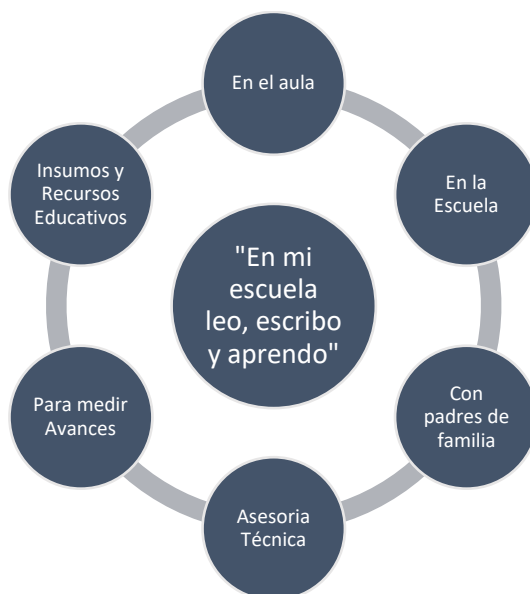 En el aula
En la
Escuela
Con
padres de
familia
Asesoria
Técnica
Para medir
Avances
Insumos y
Recursos
Educativos
"En mi
escuela
leo, escribo
y aprendo"